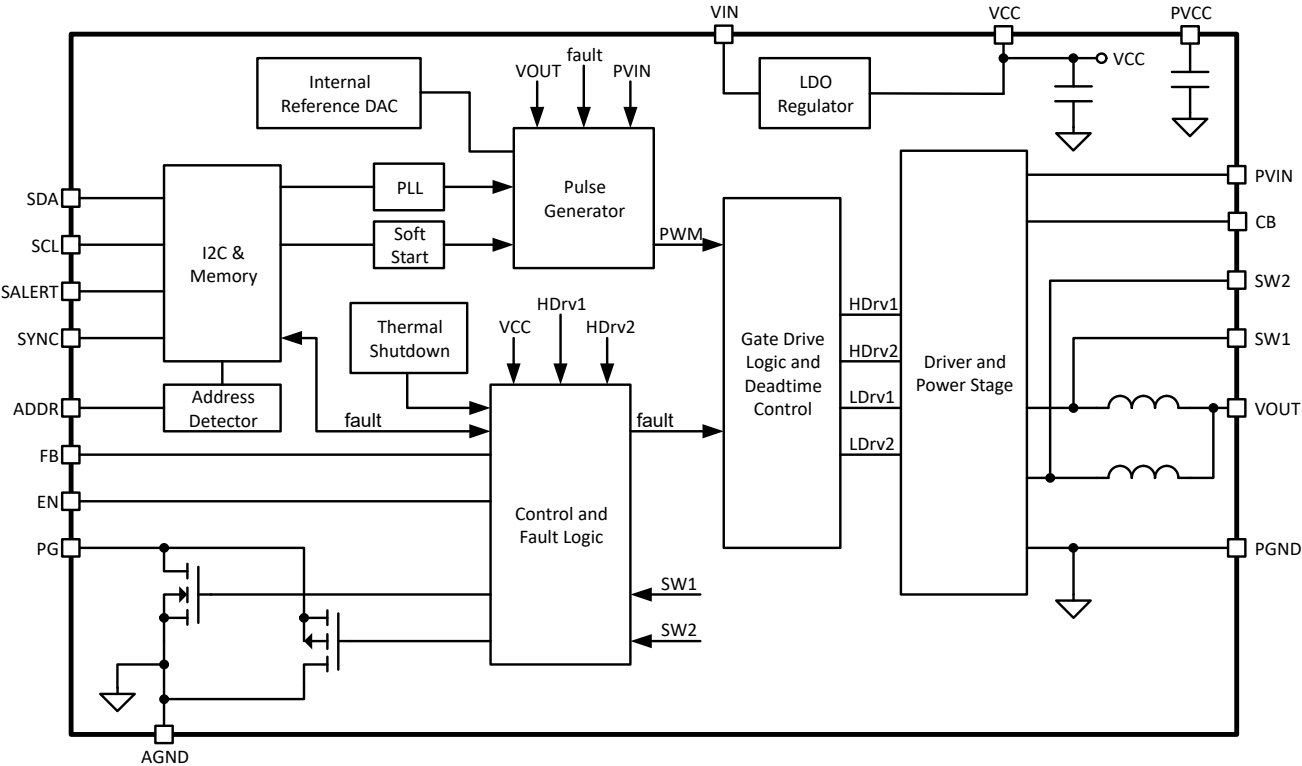 VIN
VCC
PVCC
Internal
Reference DAC
VOUT
fault
PVIN
LDO
Regulator
VCC
SDA
SCL
SALERT
SYNC
ADDR
FB
EN
PG
I2C &
Memory
PLL
Soft
Start
Pulse
Generator
PWM
Address
Detector
Thermal
Shutdown
VCC
HDrv1
HDrv2
fault
fault
Control and
Fault Logic
SW1
SW2
Gate Drive
Logic and
Deadtime
Control
HDrv1
HDrv2
LDrv1
LDrv2
Driver and
Power Stage
PVIN
CB
SW2
SW1
VOUT
PGND
AGND